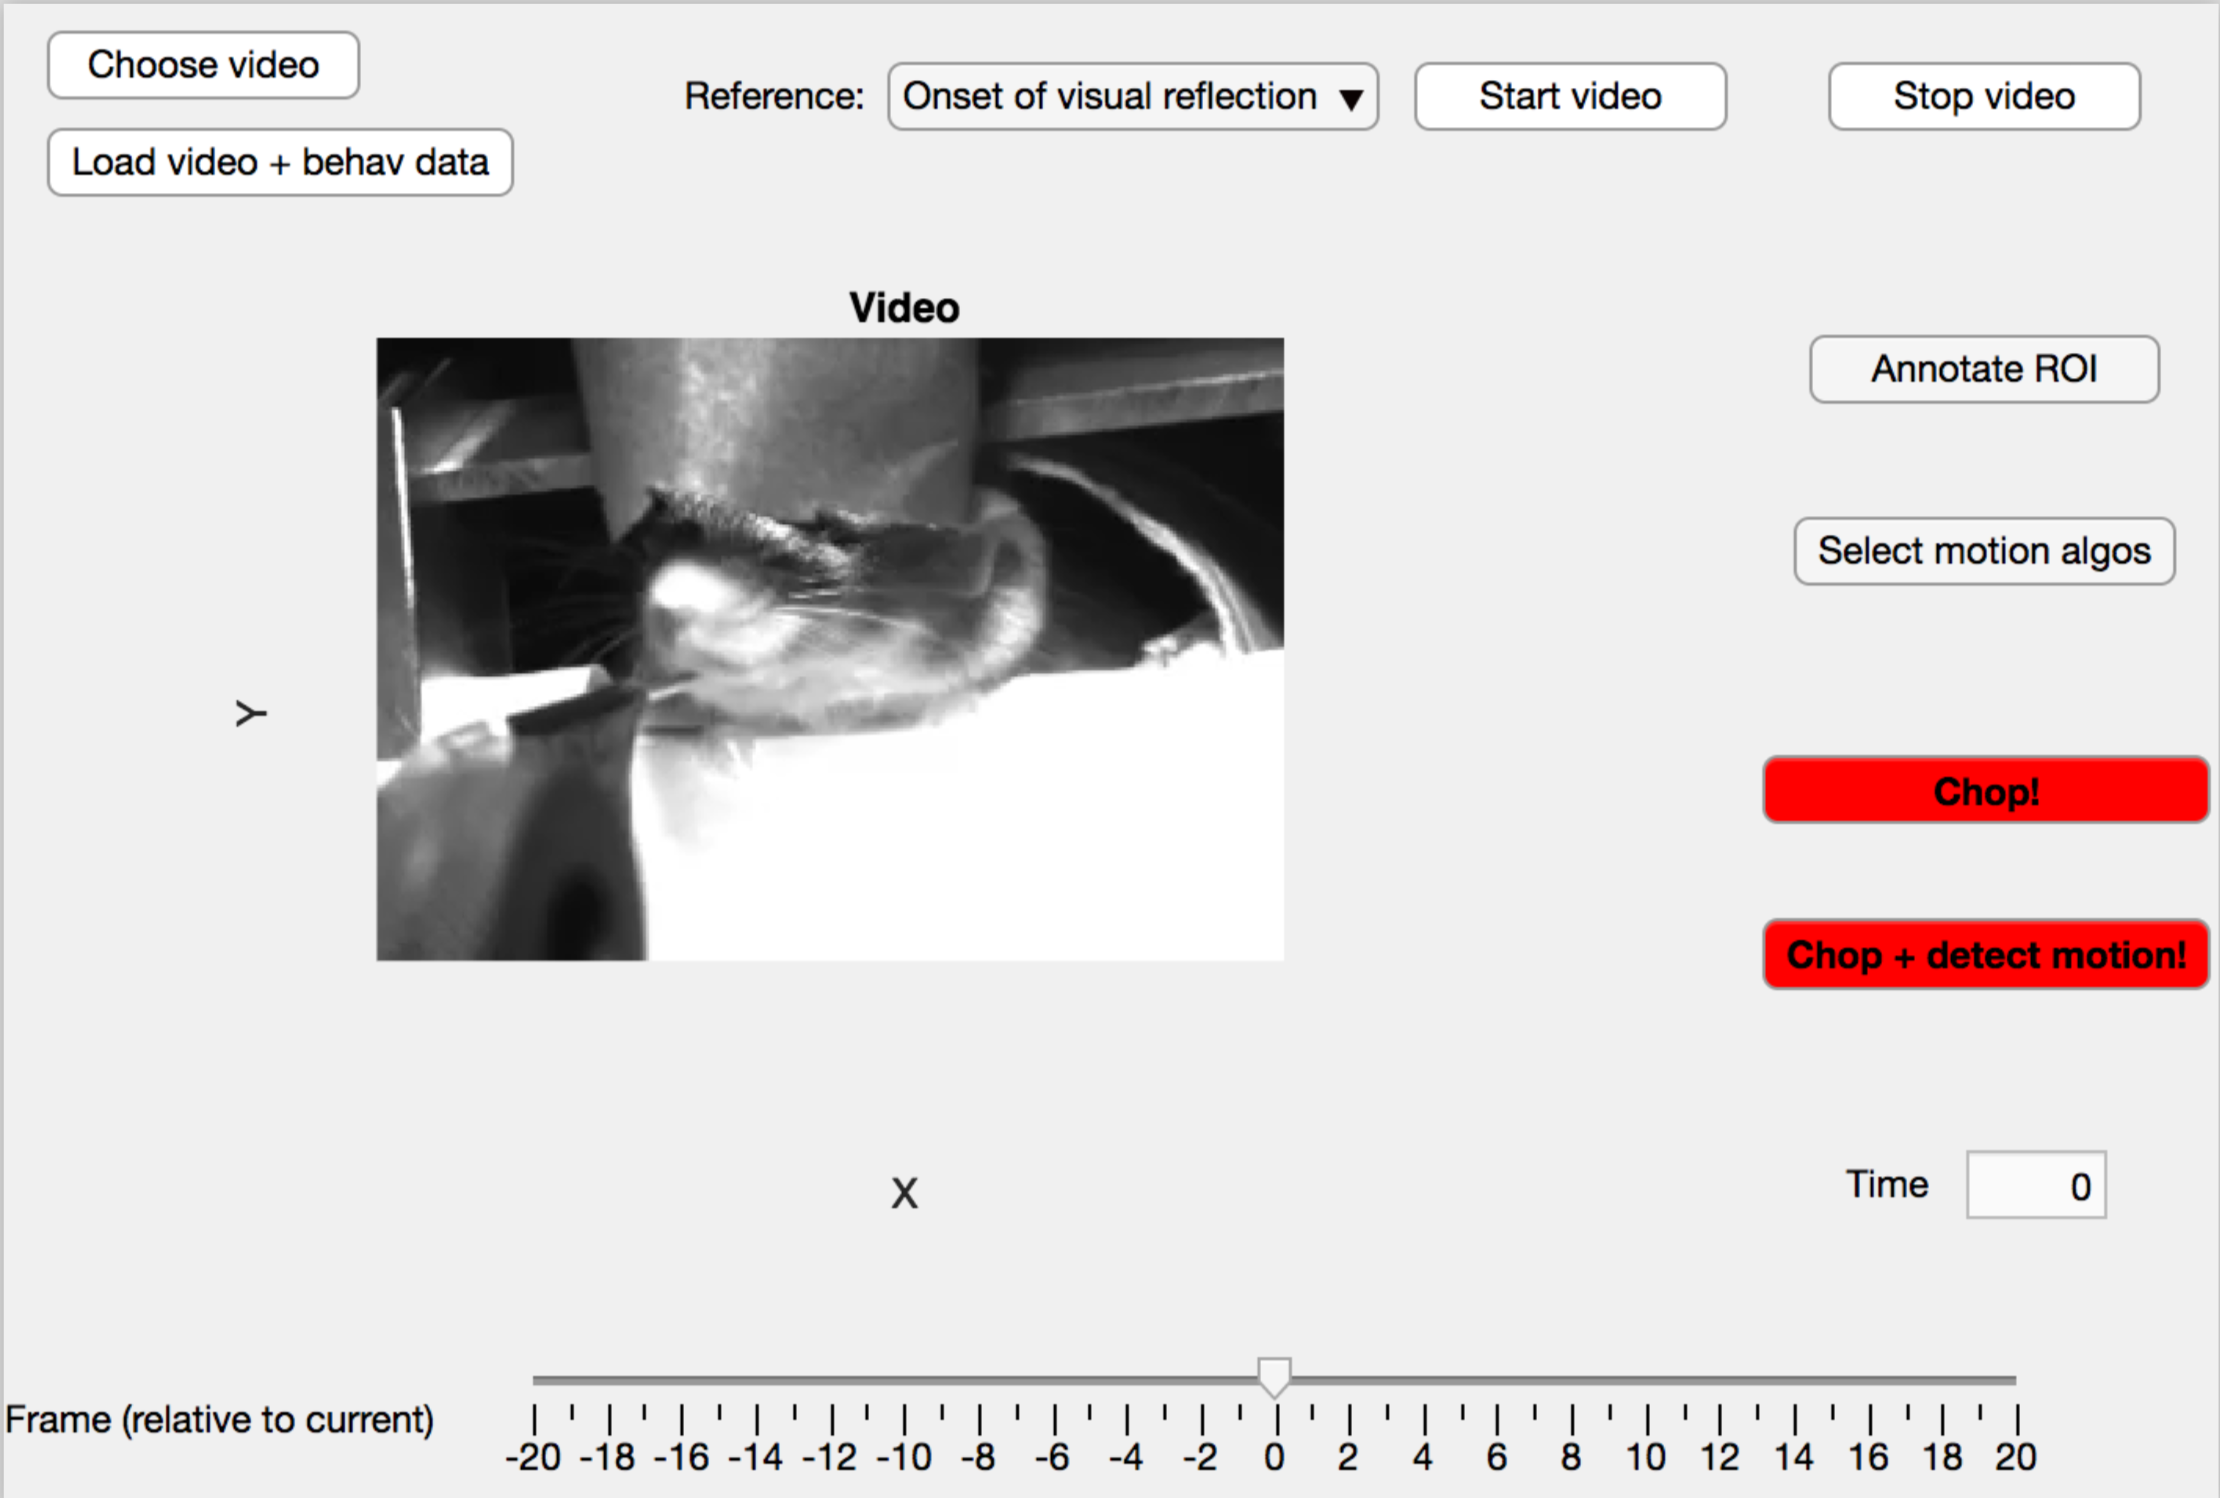 Choose video
Reference: Onset of visual reflection ▼ Start video Stop video
Load video + behav data
Video
Annotate ROI
Select motion algos
Y
Chop!
Chop + detect motion!
X
Time 0
Frame (relative to current)
-20 -18 -16 -14 -12 -10 -8 -6 -4 -2 0 2 4 6 8 10 12 14 16 18 20